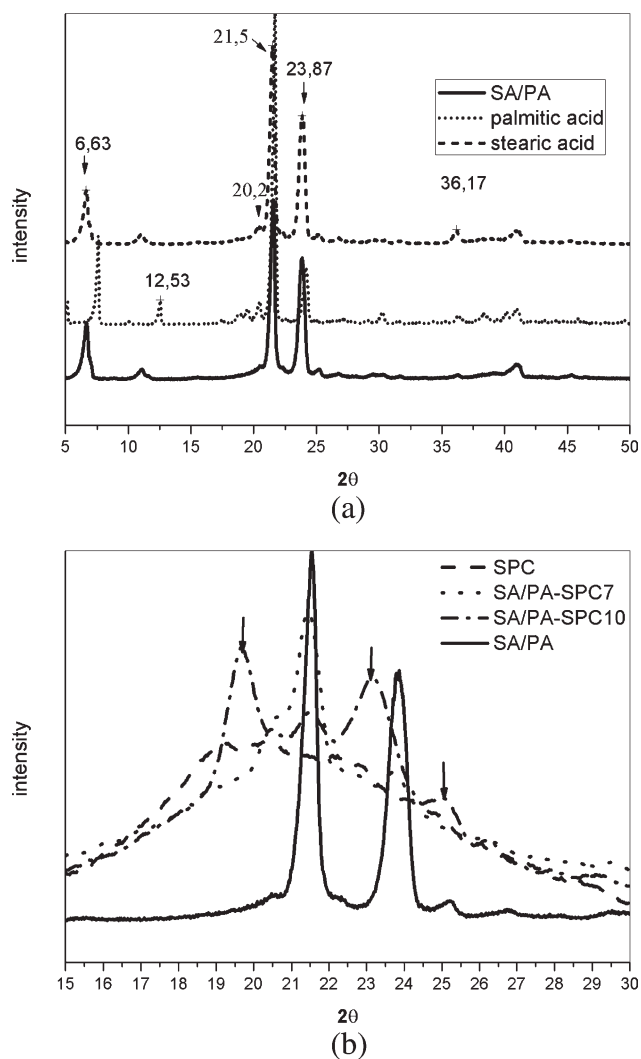 21,5
23,87
SA/PA
palmitic acid
stearic acid
6,63
20,2
36,17
12,53
intensity
5 10 15 20 25 30 35 40 45 50
2θ
(a)
SPC
SA/PA-SPC7
SA/PA-SPC10
SA/PA
intensity
15 16 17 18 19 20 21 22 23 24 25 26 27 28 29 30
2θ
(b)